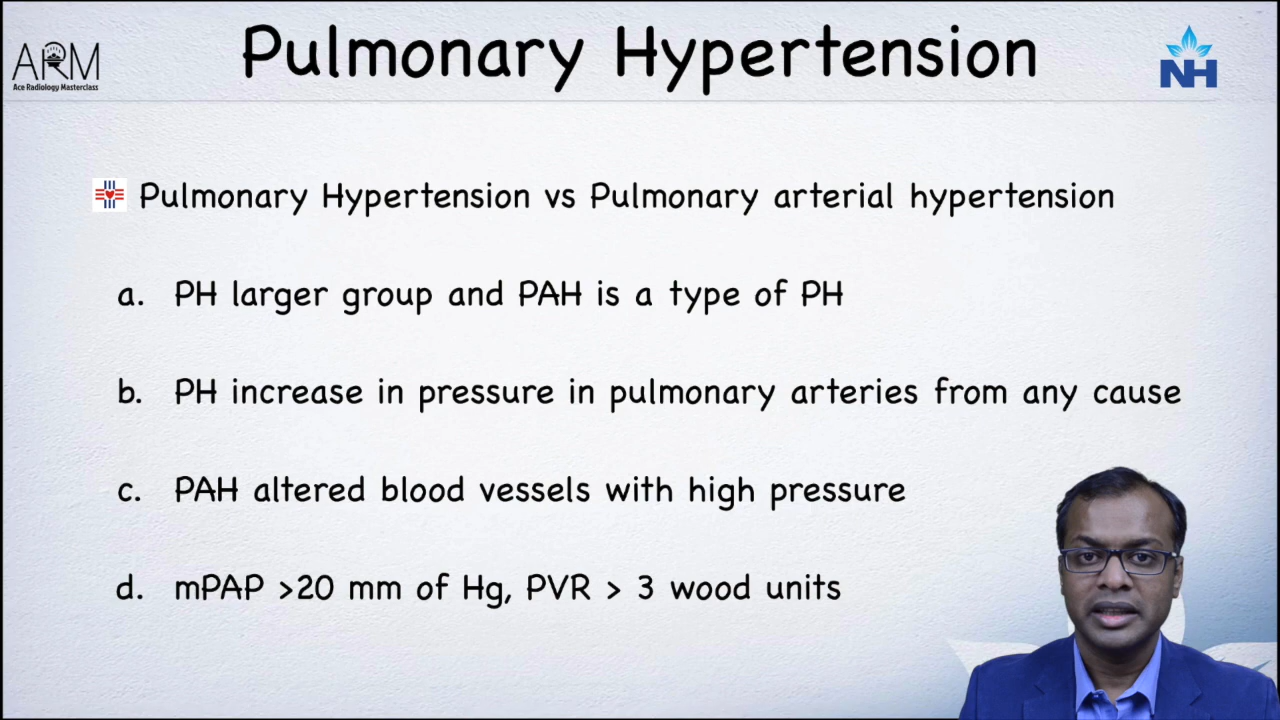 Pulmonary Hypertension
ARM
Ace Radiology Masterclass
NH
Pulmonary Hypertension vs Pulmonary arterial hypertension
a. PH larger group and PAH is a type of PH
b. PH increase in pressure in pulmonary arteries from any cause
c. PAH altered blood vessels with high pressure
d. mPAP >20 mm of Hg, PVR > 3 wood units